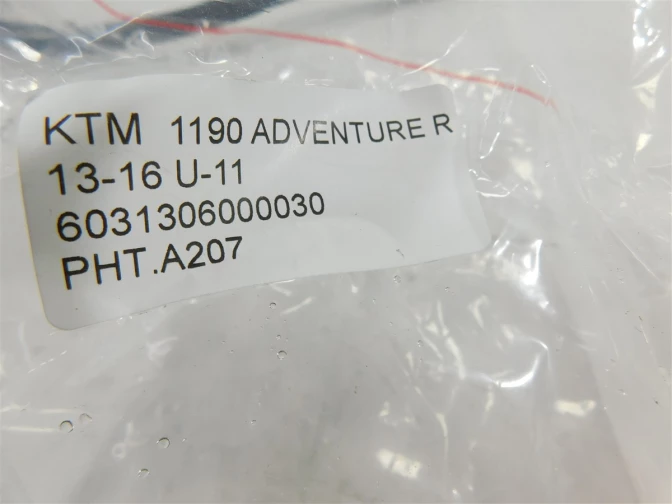 KTM 1190 ADVENTURE R
13-16 U-11
6031306000030
PHT.A207